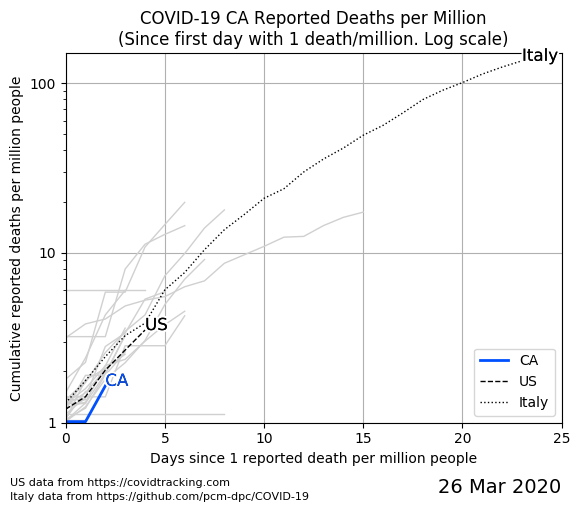 COVID-19 CA Reported Deaths per Million
(Since first day with 1 death/million. Log scale)
Cumulative reported deaths per million people
100
10
1
Italy
US
CA
CA
US
Italy
0 5 10 15 20 25
Days since 1 reported death per million people
US data from https://covidtracking.com
Italy data from https://github.com/pcm-dpc/COVID-19
26 Mar 2020